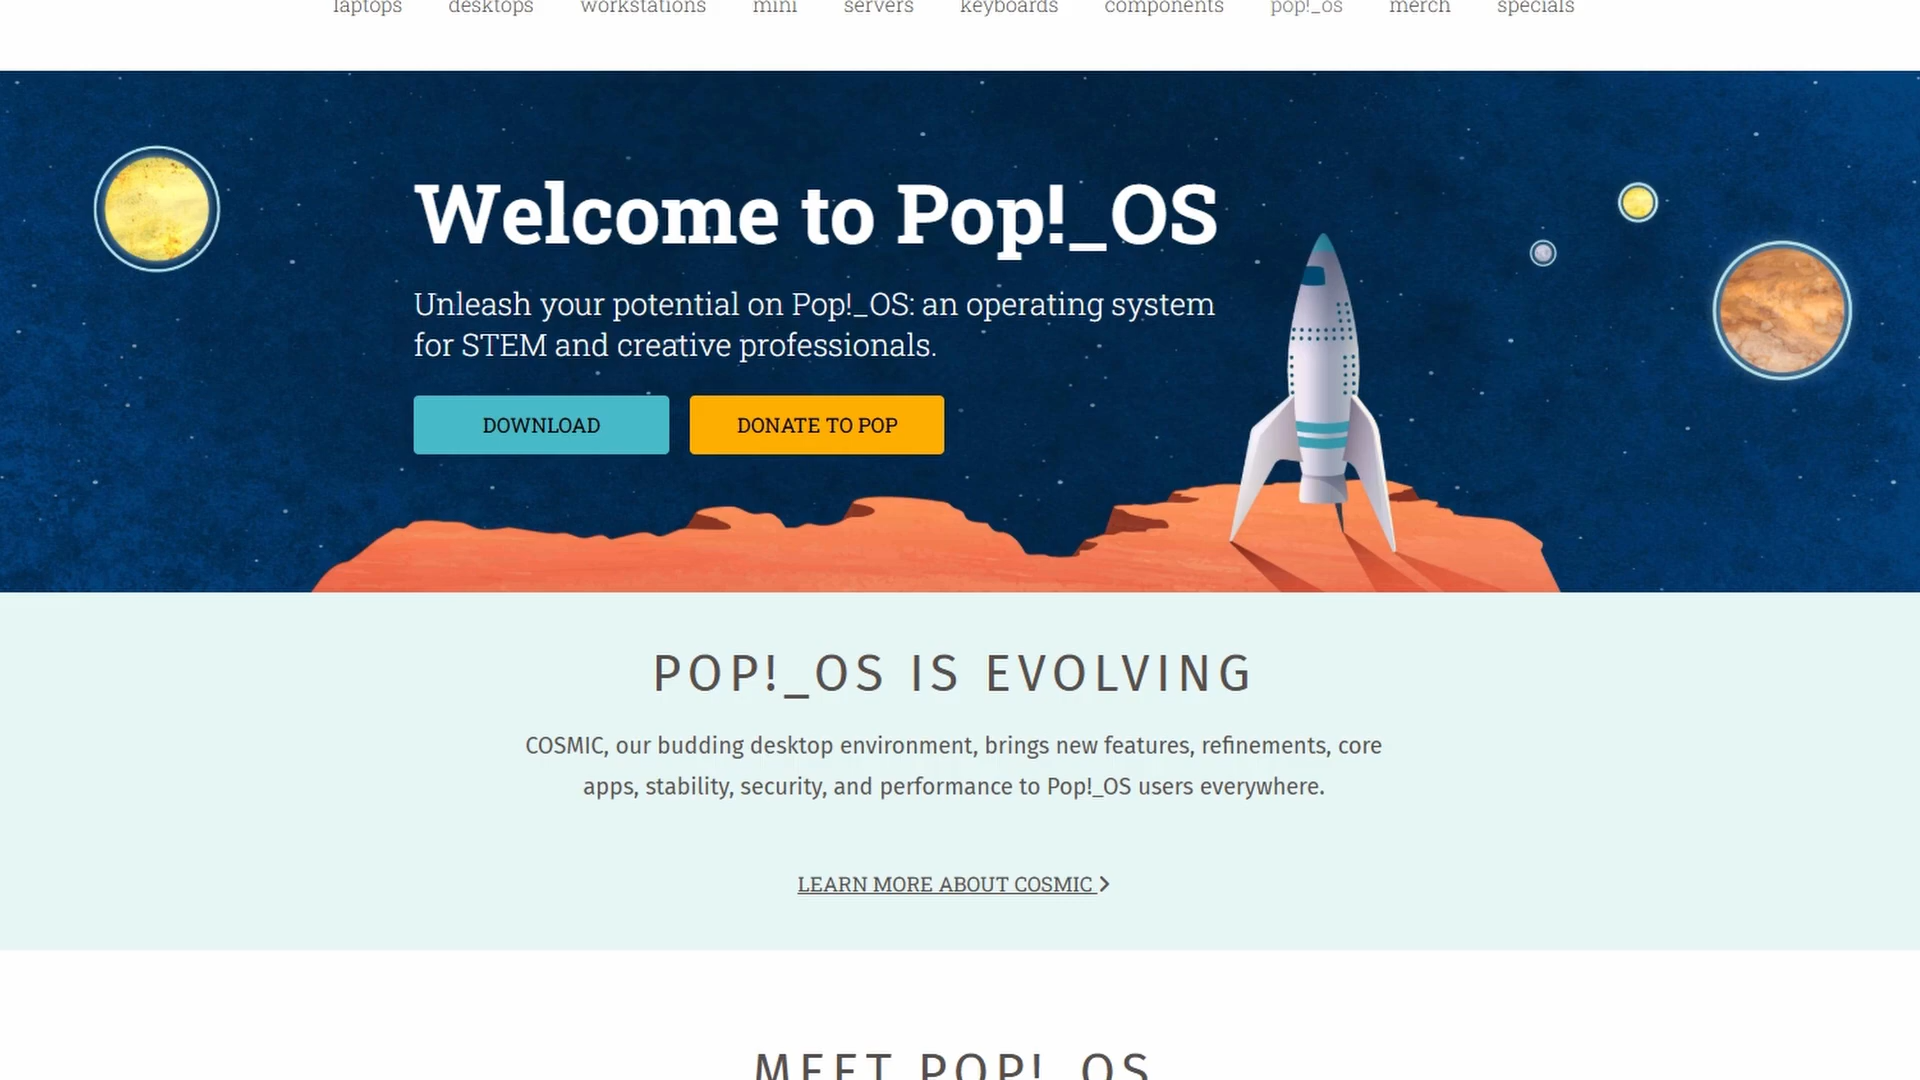 laptops desktops workstations mini servers keyboards components pop!_os merch specials
Welcome to Pop!_OS
Unleash your potential on Pop!_OS: an operating system
for STEM and creative professionals.
DOWNLOAD DONATE TO POP
POP!_OS IS EVOLVING
COSMIC, our budding desktop environment, brings new features, refinements, core
apps, stability, security, and performance to Pop!_OS users everywhere.
LEARN MORE ABOUT COSMIC
MEET POP!_OS